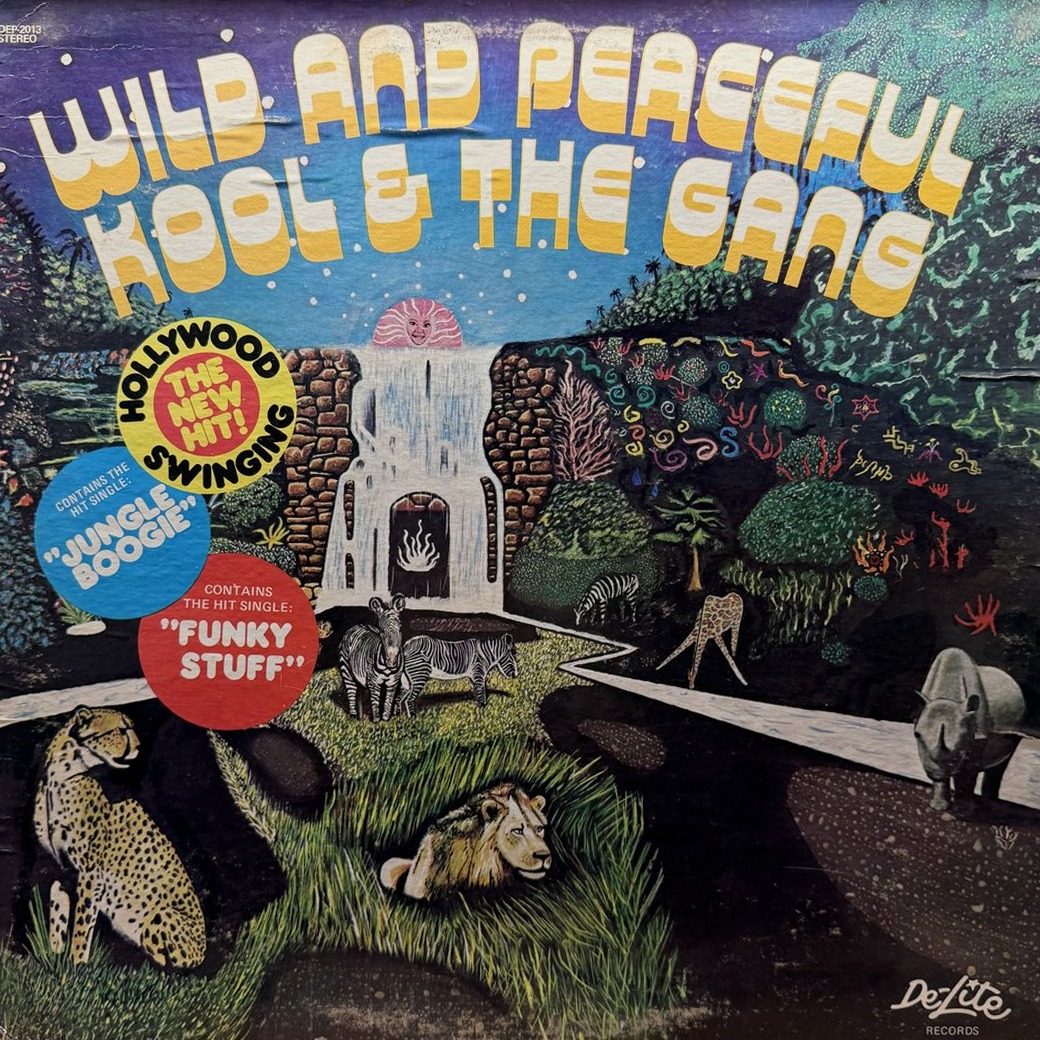 DEP-2013
STEREO
WILD AND PEACEFUL
KOOL & THE GANG
HOLLYWOOD
THE
NEW
HIT!
SWINGING
CONTAINS THE
HIT SINGLE:
"JUNGLE
BOOGIE"
CONTAINS
THE HIT SINGLE:
"FUNKY
STUFF"
De-Lite
RECORDS